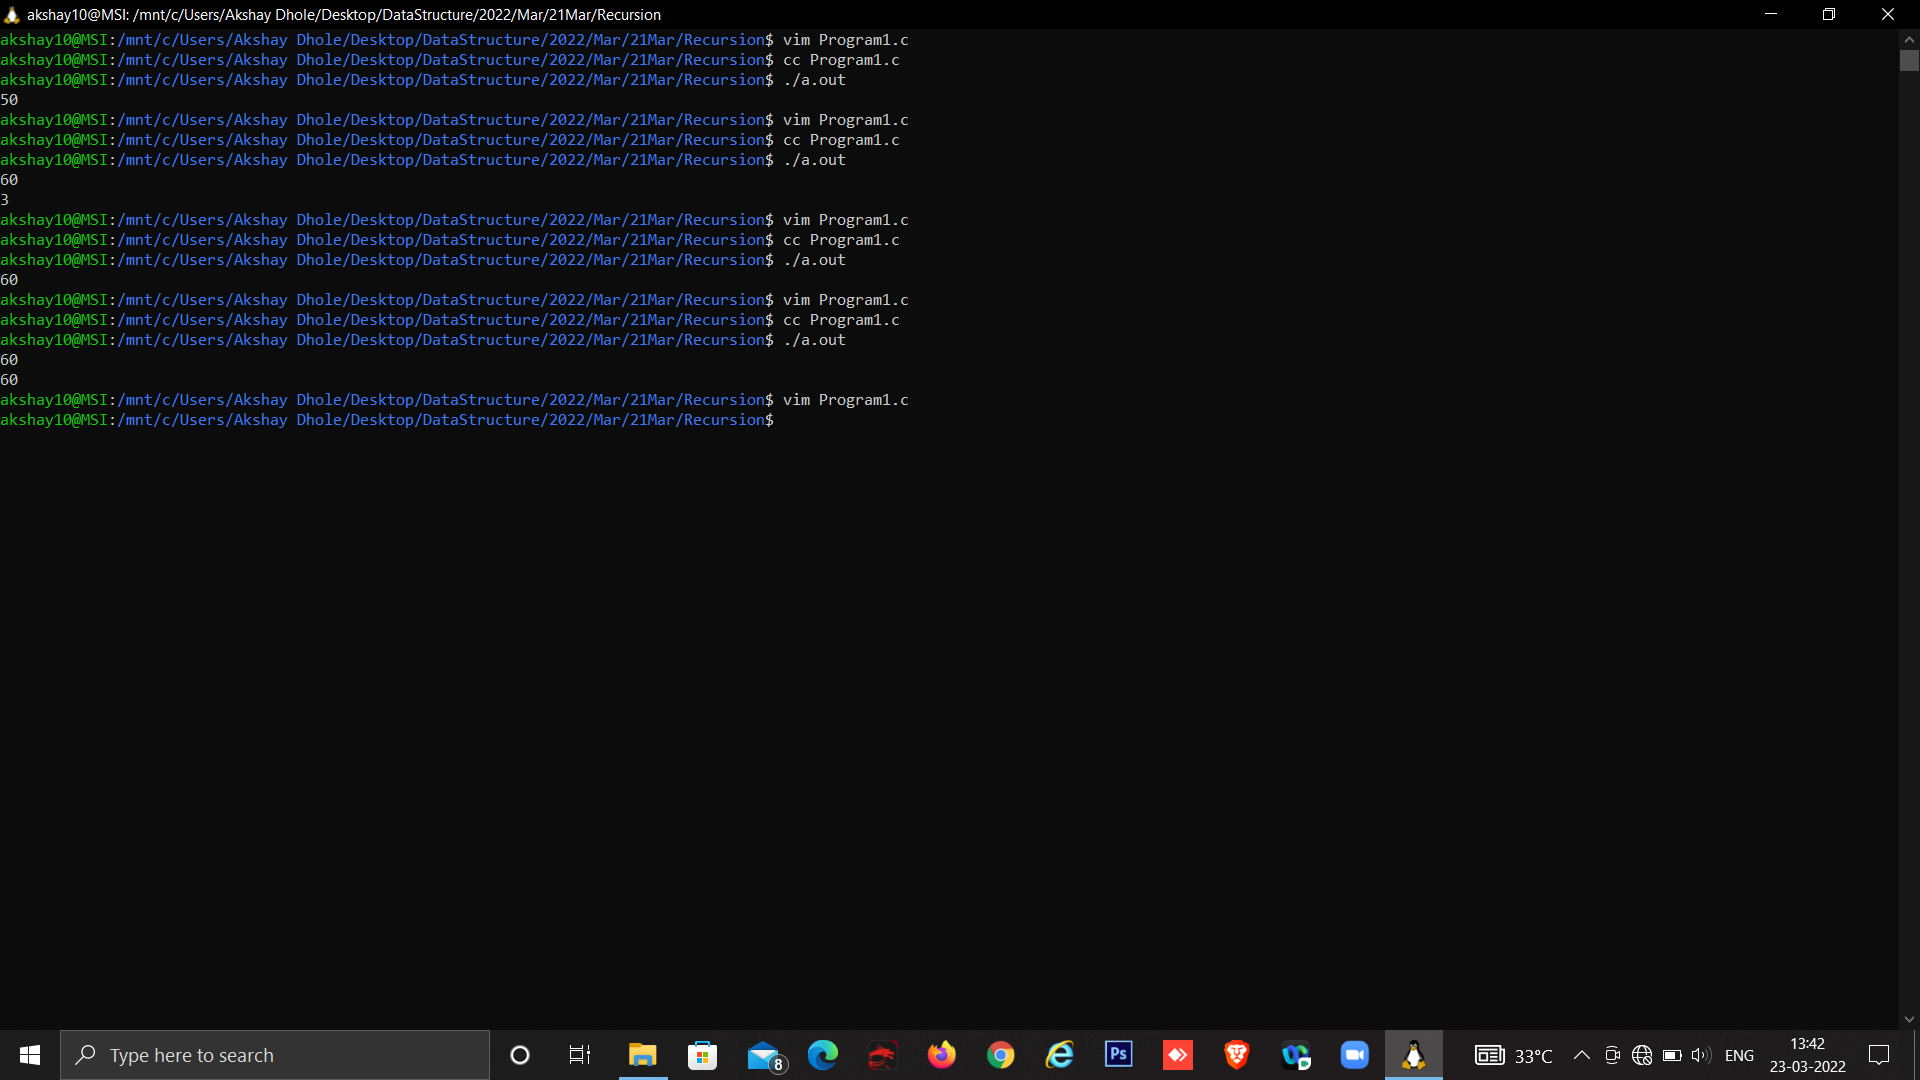 akshay10@MSI: /mnt/c/Users/Akshay Dhole/Desktop/DataStructure/2022/Mar/21Mar/Recursion
akshay10@MSI:/mnt/c/Users/Akshay Dhole/Desktop/DataStructure/2022/Mar/21Mar/Recursion$ vim Program1.c
akshay10@MSI:/mnt/c/Users/Akshay Dhole/Desktop/DataStructure/2022/Mar/21Mar/Recursion$ cc Program1.c
akshay10@MSI:/mnt/c/Users/Akshay Dhole/Desktop/DataStructure/2022/Mar/21Mar/Recursion$ ./a.out
50
akshay10@MSI:/mnt/c/Users/Akshay Dhole/Desktop/DataStructure/2022/Mar/21Mar/Recursion$ vim Program1.c
akshay10@MSI:/mnt/c/Users/Akshay Dhole/Desktop/DataStructure/2022/Mar/21Mar/Recursion$ cc Program1.c
akshay10@MSI:/mnt/c/Users/Akshay Dhole/Desktop/DataStructure/2022/Mar/21Mar/Recursion$ ./a.out
60
3
akshay10@MSI:/mnt/c/Users/Akshay Dhole/Desktop/DataStructure/2022/Mar/21Mar/Recursion$ vim Program1.c
akshay10@MSI:/mnt/c/Users/Akshay Dhole/Desktop/DataStructure/2022/Mar/21Mar/Recursion$ cc Program1.c
akshay10@MSI:/mnt/c/Users/Akshay Dhole/Desktop/DataStructure/2022/Mar/21Mar/Recursion$ ./a.out
60
akshay10@MSI:/mnt/c/Users/Akshay Dhole/Desktop/DataStructure/2022/Mar/21Mar/Recursion$ vim Program1.c
akshay10@MSI:/mnt/c/Users/Akshay Dhole/Desktop/DataStructure/2022/Mar/21Mar/Recursion$ cc Program1.c
akshay10@MSI:/mnt/c/Users/Akshay Dhole/Desktop/DataStructure/2022/Mar/21Mar/Recursion$ ./a.out
60
60
akshay10@MSI:/mnt/c/Users/Akshay Dhole/Desktop/DataStructure/2022/Mar/21Mar/Recursion$ vim Program1.c
akshay10@MSI:/mnt/c/Users/Akshay Dhole/Desktop/DataStructure/2022/Mar/21Mar/Recursion$
Type here to search
8
Ps
33°C
ENG
13:42
23-03-2022